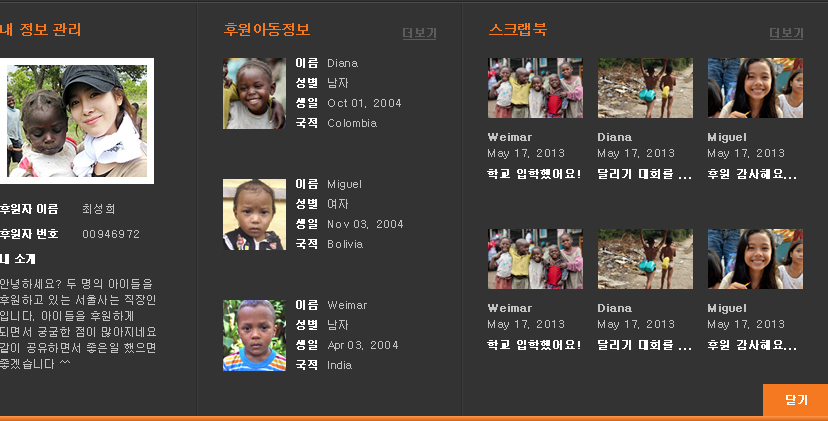 내 정보 관리
후원자 이름 최성희
후원자 번호 00946972
내 소개
안녕하세요? 두 명의 아이들을
후원하고 있는 서울사는 직장인
입니다. 아이들을 후원하게
되면서 궁금한 점이 많아지네요
같이 공유하면서 좋은일 했으면
좋겠습니다 ^^
후원아동정보 더보기
이름 Diana
성별 남자
생일 Oct 01, 2004
국적 Colombia
이름 Miguel
성별 여자
생일 Nov 03, 2004
국적 Bolivia
이름 Weimar
성별 남자
생일 Apr 03, 2004
국적 India
스크랩북 더보기
Weimar
May 17, 2013
학교 입학했어요!
Diana
May 17, 2013
달리기 대회를 ...
Miguel
May 17, 2013
후원 감사해요...
Weimar
May 17, 2013
학교 입학했어요!
Diana
May 17, 2013
달리기 대회를 ...
Miguel
May 17, 2013
후원 감사해요...
닫기